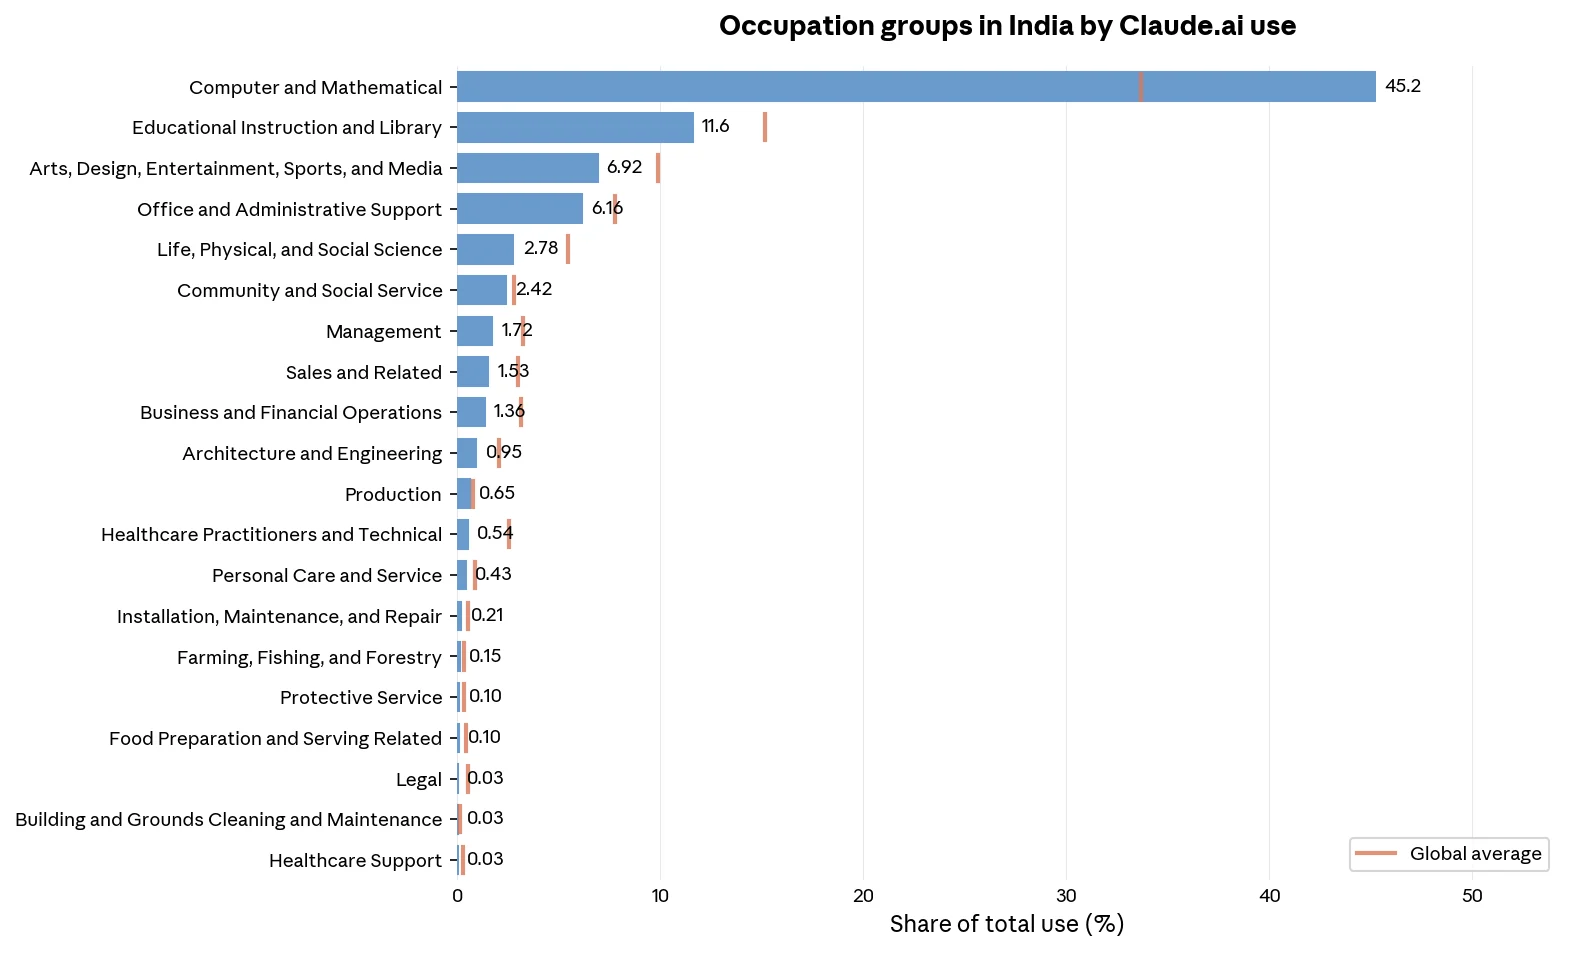 Occupation groups in India by Claude.ai use
Computer and Mathematical 45.2
Educational Instruction and Library 11.6
Arts, Design, Entertainment, Sports, and Media 6.92
Office and Administrative Support 6.16
Life, Physical, and Social Science 2.78
Community and Social Service 2.42
Management 1.72
Sales and Related 1.53
Business and Financial Operations 1.36
Architecture and Engineering 0.95
Production 0.65
Healthcare Practitioners and Technical 0.54
Personal Care and Service 0.43
Installation, Maintenance, and Repair 0.21
Farming, Fishing, and Forestry 0.15
Protective Service 0.10
Food Preparation and Serving Related 0.10
Legal 0.03
Building and Grounds Cleaning and Maintenance 0.03
Healthcare Support 0.03
Global average
0 10 20 30 40 50
Share of total use (%)